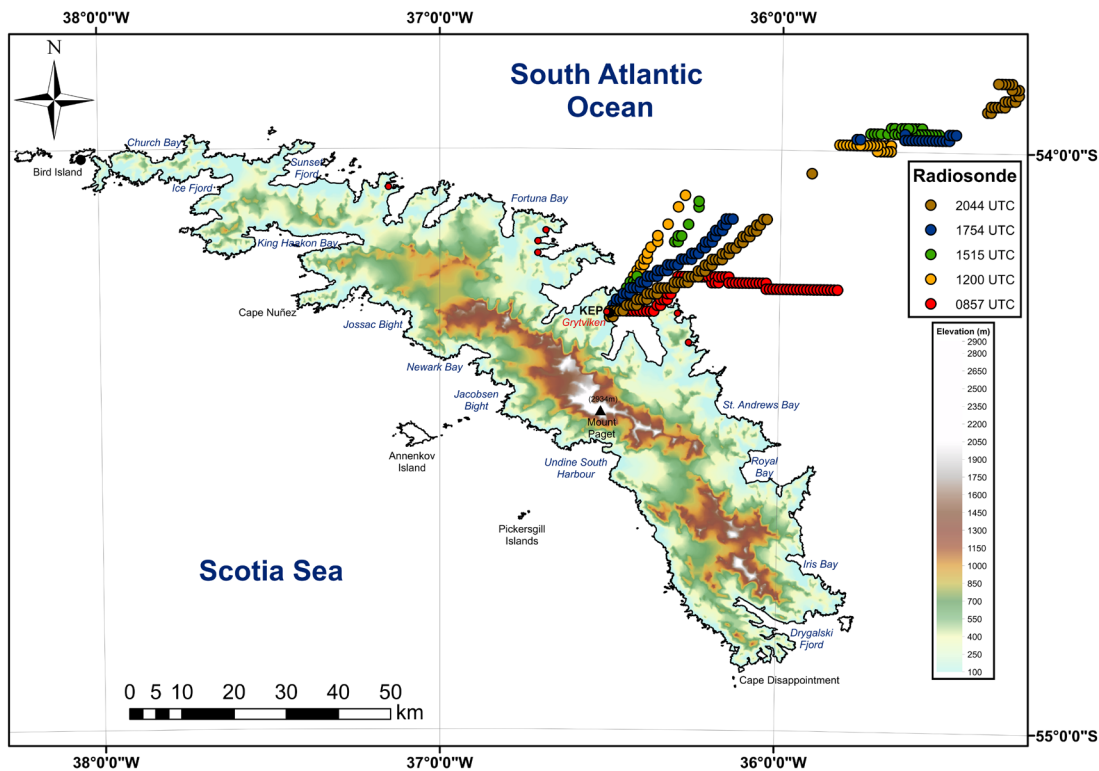 38°0'0"W
37°0'0"W
36°0'0"W
N
South Atlantic
Ocean
Church Bay
Bird Island
Sunset
Fjord
54°0'0"S
Ice Fjord
Fortuna Bay
Radiosonde
2044 UTC
1754 UTC
1515 UTC
1200 UTC
0857 UTC
King Haakon Bay
Cape Nuñez
KEP
Grytviken
Jossac Bight
Elevation (m)
2900
2800
2650
2500
2350
2200
2050
1900
1750
1600
1450
1300
1150
1000
850
700
550
400
250
100
Newark Bay
Jacobsen
Bight
(2934m)
Mount
Paget
St. Andrews Bay
Annenkov
Island
Undine South
Harbour
Royal
Bay
Pickersgill
Islands
Scotia Sea
Iris Bay
Drygalski
Fjord
Cape Disappointment
0 5 10 20 30 40 50
km
55°0'0"S
38°0'0"W
37°0'0"W
36°0'0"W